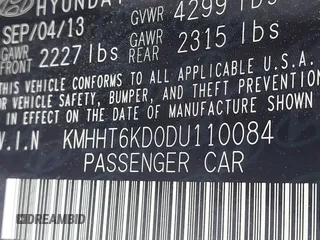 HYUNDAI
SEP/04/13 GVWR 4299 lbs
GAWR FRONT 2227 lbs GAWR REAR 2315 lbs
THIS VEHICLE CONFORMS TO ALL APPLICABLE U.S.A.
VEHICLE SAFETY, BUMPER, AND THEFT PREVENTION
IN EFFECT ON THE DATE OF MANUFACTURE SHOWN
V.I.N KMHHT6KD0DU110084
PASSENGER CAR
DREAMBID